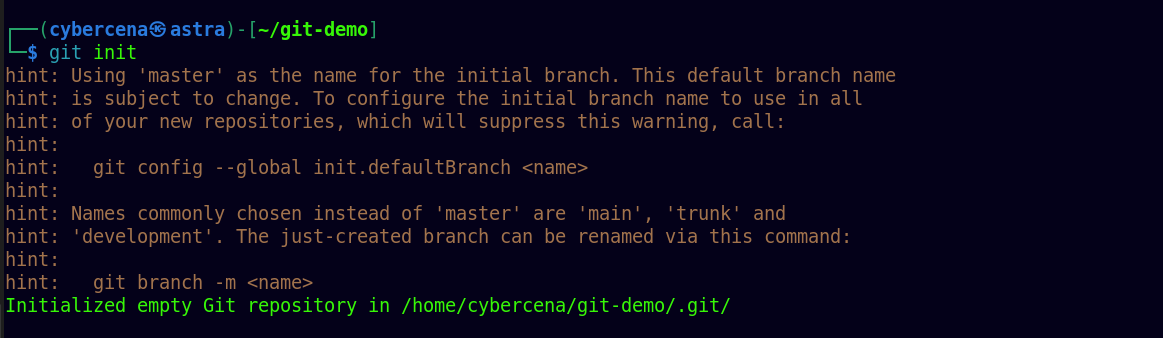 ┌──(cybercena㉿astra)-[~/git-demo]
└─$ git init
hint: Using 'master' as the name for the initial branch. This default branch name
hint: is subject to change. To configure the initial branch name to use in all
hint: of your new repositories, which will suppress this warning, call:
hint:
hint:   git config --global init.defaultBranch <name>
hint:
hint: Names commonly chosen instead of 'master' are 'main', 'trunk' and
hint: 'development'. The just-created branch can be renamed via this command:
hint:
hint:   git branch -m <name>
Initialized empty Git repository in /home/cybercena/git-demo/.git/